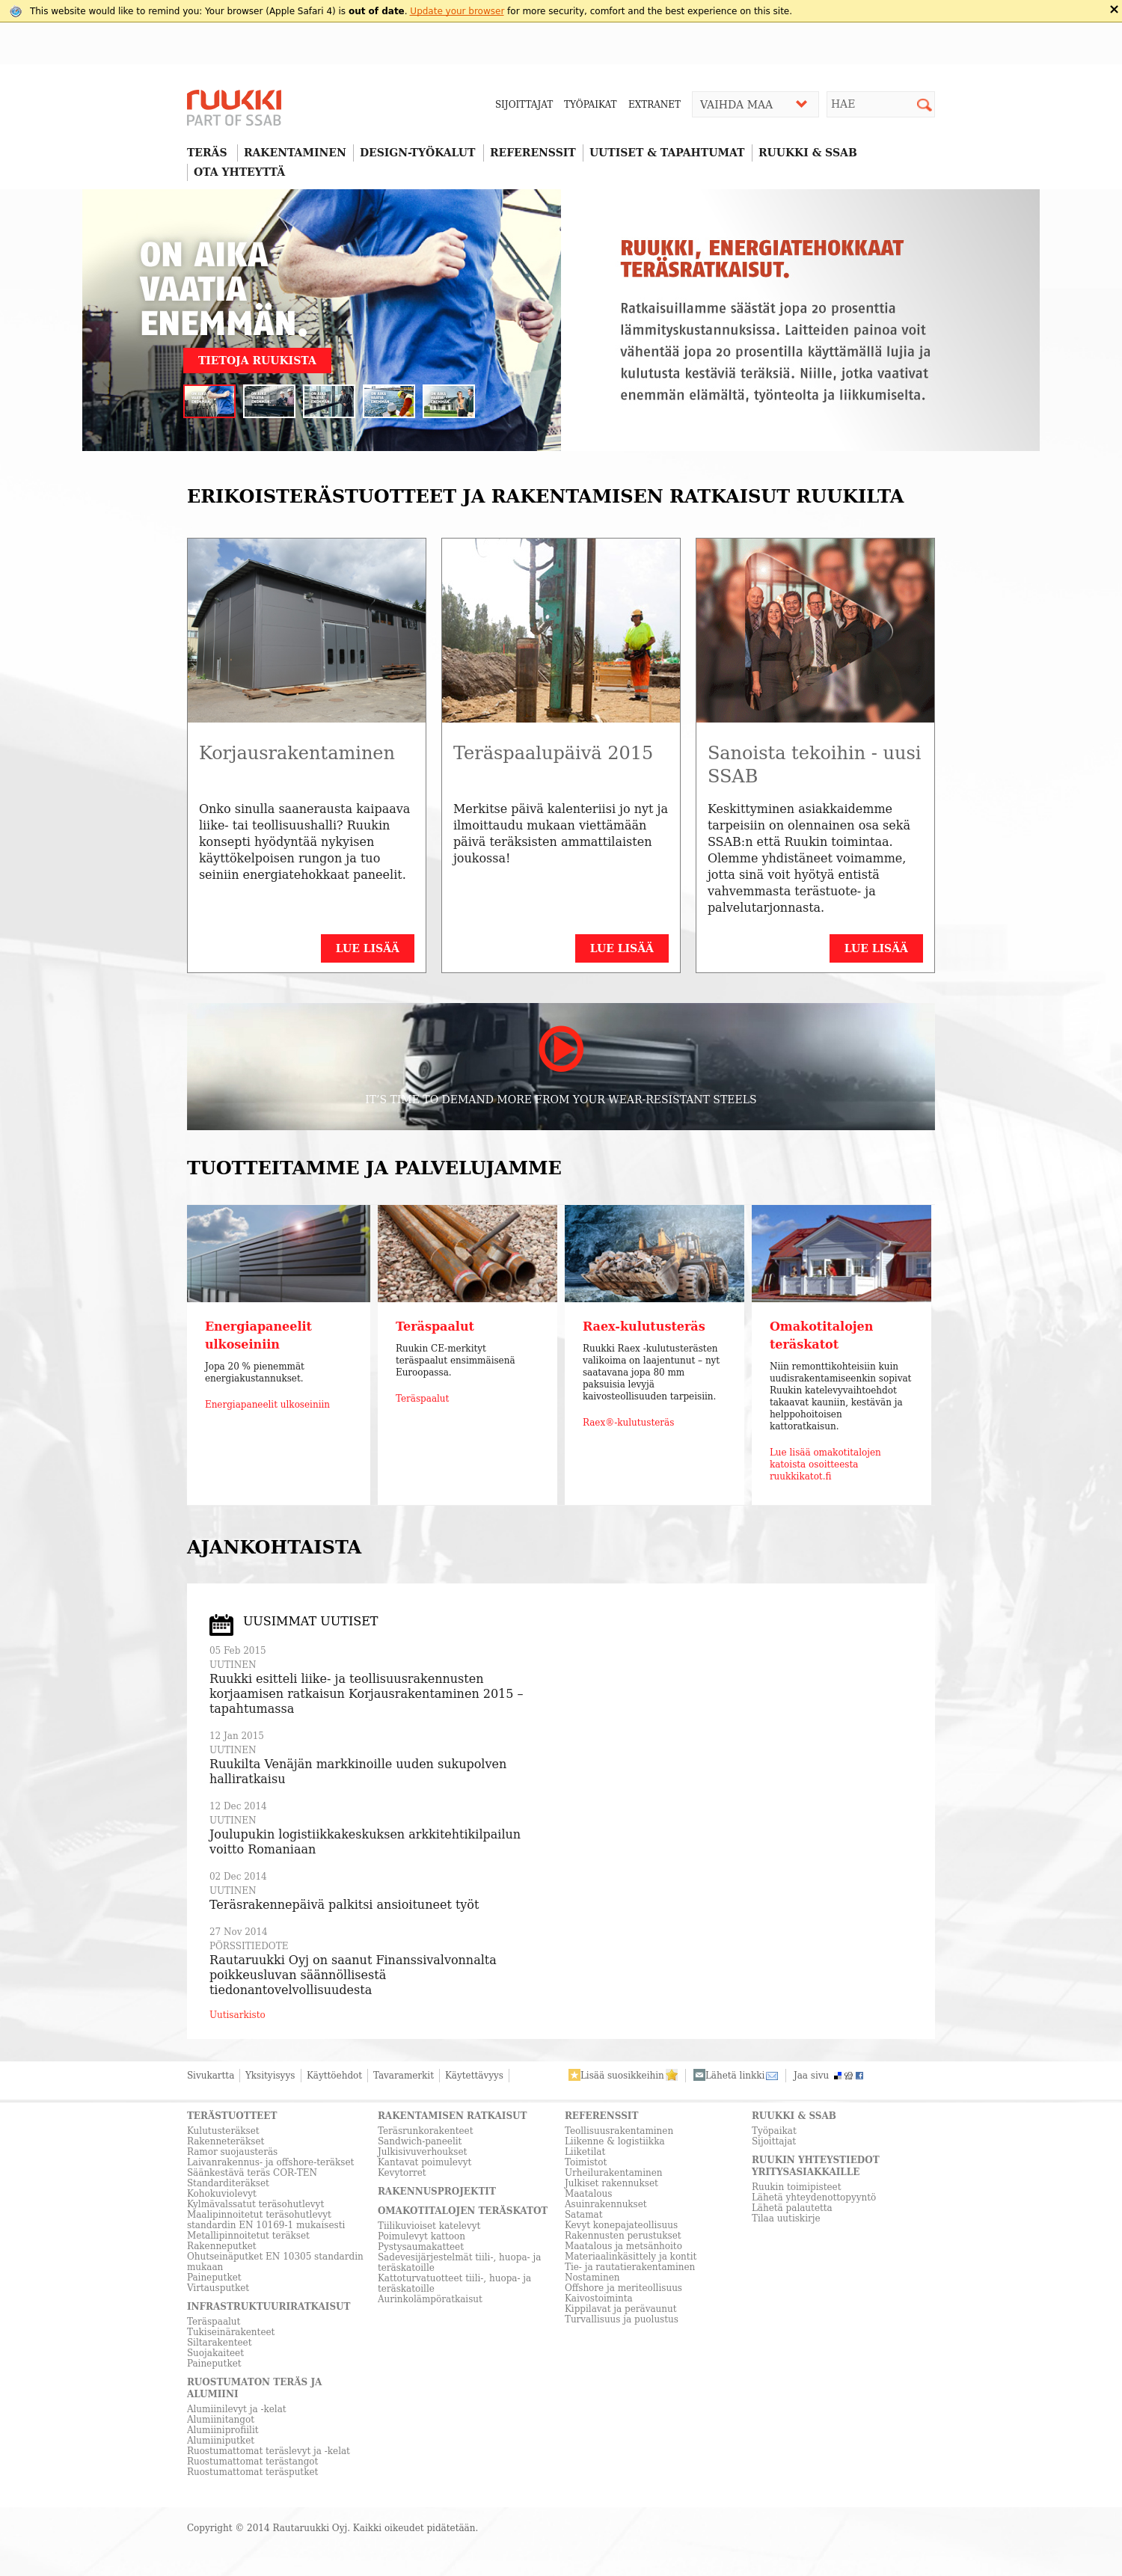 This website would like to remind you: Your browser (Apple Safari 4) is out of date. Update your browser for more security, comfort and the best experience on this site.
RUUKKI
PART OF SSAB
SIJOITTAJAT TYÖPAIKAT EXTRANET VAIHDA MAA HAE
TERÄS RAKENTAMINEN DESIGN-TYÖKALUT REFERENSSIT UUTISET & TAPAHTUMAT RUUKKI & SSAB
OTA YHTEYTTÄ
ON AIKA
VAATIA
ENEMMÄN.
TIETOJA RUUKISTA
RUUKKI, ENERGIATEHOKKAAT
TERÄSRATKAISUT.
Ratkaisuillamme säästät jopa 20 prosenttia
lämmityskustannuksissa. Laitteiden painoa voit
vähentää jopa 20 prosentilla käyttämällä lujia ja
kulutusta kestäviä teräksiä. Niille, jotka vaativat
enemmän elämältä, työnteolta ja liikkumiselta.
ERIKOISTERÄSTUOTTEET JA RAKENTAMISEN RATKAISUT RUUKILTA
Korjausrakentaminen
Onko sinulla saanerausta kaipaava
liike- tai teollisuushalli? Ruukin
konsepti hyödyntää nykyisen
käyttökelpoisen rungon ja tuo
seiniin energiatehokkaat paneelit.
LUE LISÄÄ
Teräspaalupäivä 2015
Merkitse päivä kalenteriisi jo nyt ja
ilmoittaudu mukaan viettämään
päivä teräksisten ammattilaisten
joukossa!
LUE LISÄÄ
Sanoista tekoihin - uusi
SSAB
Keskittyminen asiakkaidemme
tarpeisiin on olennainen osa sekä
SSAB:n että Ruukin toimintaa.
Olemme yhdistäneet voimamme,
jotta sinä voit hyötyä entistä
vahvemmasta terästuote- ja
palvelutarjonnasta.
LUE LISÄÄ
IT'S TIME TO DEMAND MORE FROM YOUR WEAR-RESISTANT STEELS
TUOTTEITAMME JA PALVELUJAMME
Energiapaneelit
ulkoseiniin
Jopa 20 % pienemmät
energiakustannukset.
Energiapaneelit ulkoseiniin
Teräspaalut
Ruukin CE-merkityt
teräspaalut ensimmäisenä
Euroopassa.
Teräspaalut
Raex-kulutusteräs
Ruukki Raex -kulutusterästen
valikoima on laajentunut – nyt
saatavana jopa 80 mm
paksuisia levyjä
kaivosteollisuuden tarpeisiin.
Raex®-kulutusteräs
Omakotitalojen
teräskatot
Niin remonttikohteisiin kuin
uudisrakentamiseenkin sopivat
Ruukin katelevyvaihtoehdot
takaavat kauniin, kestävän ja
helppohoitoisen
kattoratkaisun.
Lue lisää omakotitalojen
katoista osoitteesta
ruukkikatot.fi
AJANKOHTAISTA
UUSIMMAT UUTISET
05 Feb 2015
UUTINEN
Ruukki esitteli liike- ja teollisuusrakennusten
korjaamisen ratkaisun Korjausrakentaminen 2015 –
tapahtumassa
12 Jan 2015
UUTINEN
Ruukilta Venäjän markkinoille uuden sukupolven
halliratkaisu
12 Dec 2014
UUTINEN
Joulupukin logistiikkakeskuksen arkkitehtikilpailun
voitto Romaniaan
02 Dec 2014
UUTINEN
Teräsrakennepäivä palkitsi ansioituneet työt
27 Nov 2014
PÖRSSITIEDOTE
Rautaruukki Oyj on saanut Finanssivalvonnalta
poikkeusluvan säännöllisestä
tiedonantovelvollisuudesta
Uutisarkisto
Sivukartta Yksityisyys Käyttöehdot Tavaramerkit Käytettävyys Lisää suosikkeihin Lähetä linkki Jaa sivu
TERÄSTUOTTEET
Kulutusteräkset
Rakenneteräkset
Ramor suojausteräs
Laivanrakennus- ja offshore-teräkset
Säänkestävä teräs COR-TEN
Standarditeräkset
Kohokuviolevyt
Kylmävalssatut teräsohutlevyt
Maalipinnoitetut teräsohutlevyt
standardin EN 10169-1 mukaisesti
Metallipinnoitetut teräkset
Rakenneputket
Ohutseinäputket EN 10305 standardin
mukaan
Paineputket
Virtausputket
INFRASTRUKTUURIRATKAISUT
Teräspaalut
Tukiseinärakenteet
Siltarakenteet
Suojakaiteet
Paineputket
RUOSTUMATON TERÄS JA
ALUMIINI
Alumiinilevyt ja -kelat
Alumiinitangot
Alumiiniprofiilit
Alumiiniputket
Ruostumattomat teräslevyt ja -kelat
Ruostumattomat terästangot
Ruostumattomat teräsputket
RAKENTAMISEN RATKAISUT
Teräsrunkorakenteet
Sandwich-paneelit
Julkisivuverhoukset
Kantavat poimulevyt
Kevytorret
RAKENNUSPROJEKTIT
OMAKOTITALOJEN TERÄSKATOT
Tiilikuvioiset katelevyt
Poimulevyt kattoon
Pystysaumakatteet
Sadevesijärjestelmät tiili-, huopa- ja
teräskatoille
Kattoturvatuotteet tiili-, huopa- ja
teräskatoille
Aurinkolämpöratkaisut
REFERENSSIT
Teollisuusrakentaminen
Liikenne & logistiikka
Liiketilat
Toimistot
Urheilurakentaminen
Julkiset rakennukset
Maatalous
Asuinrakennukset
Satamat
Kevyt konepajateollisuus
Rakennusten perustukset
Maatalous ja metsänhoito
Materiaalinkäsittely ja kontit
Tie- ja rautatierakentaminen
Nostaminen
Offshore ja meriteollisuus
Kaivostoiminta
Kippilavat ja perävaunut
Turvallisuus ja puolustus
RUUKKI & SSAB
Työpaikat
Sijoittajat
RUUKIN YHTEYSTIEDOT
YRITYSASIAKKAILLE
Ruukin toimipisteet
Lähetä yhteydenottopyyntö
Lähetä palautetta
Tilaa uutiskirje
Copyright © 2014 Rautaruukki Oyj. Kaikki oikeudet pidätetään.